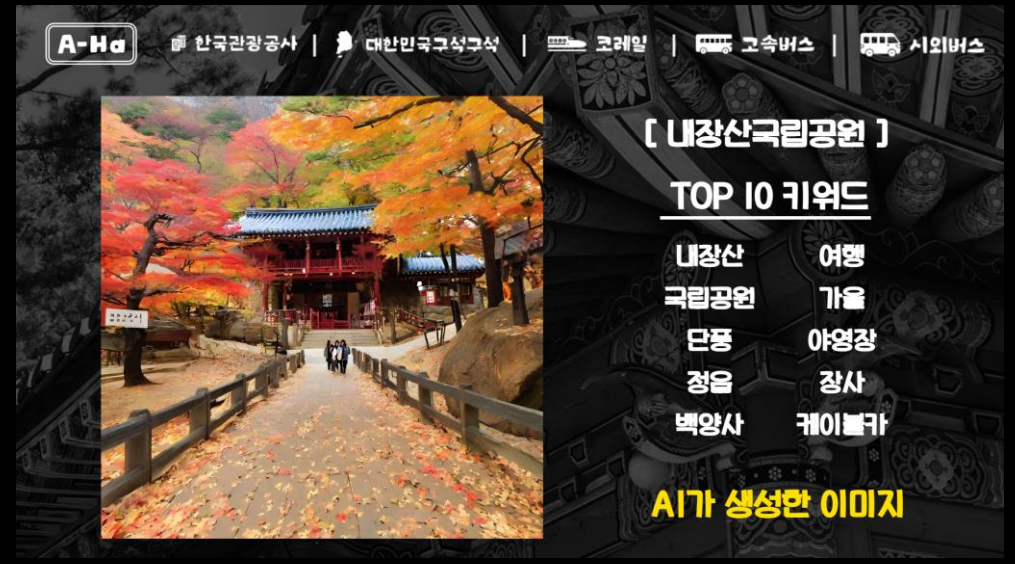 A-Ha 한국관광공사 | 대한민국구석구석 | 코레일 | 고속버스 | 시외버스
[ 내장산국립공원 ]
TOP 10 키워드
내장산 여행
국립공원 가을
단풍 야영장
정읍 장사
백양사 케이블카
AI가 생성한 이미지